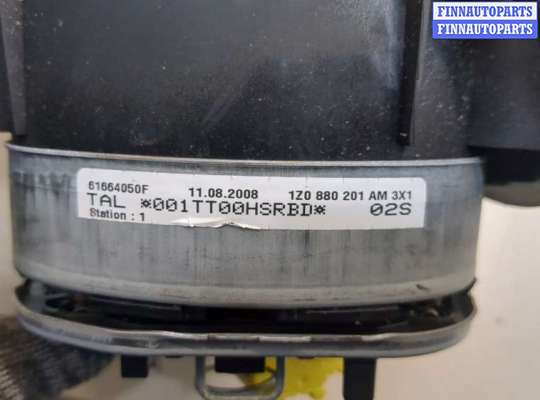 FINNAUTOPARTS
FINNAUTOPARTS
61664050F 11.08.2008 1Z0 880 201 AM 3X1
TAL *001TT00HSRBD* 02S
Station : 1